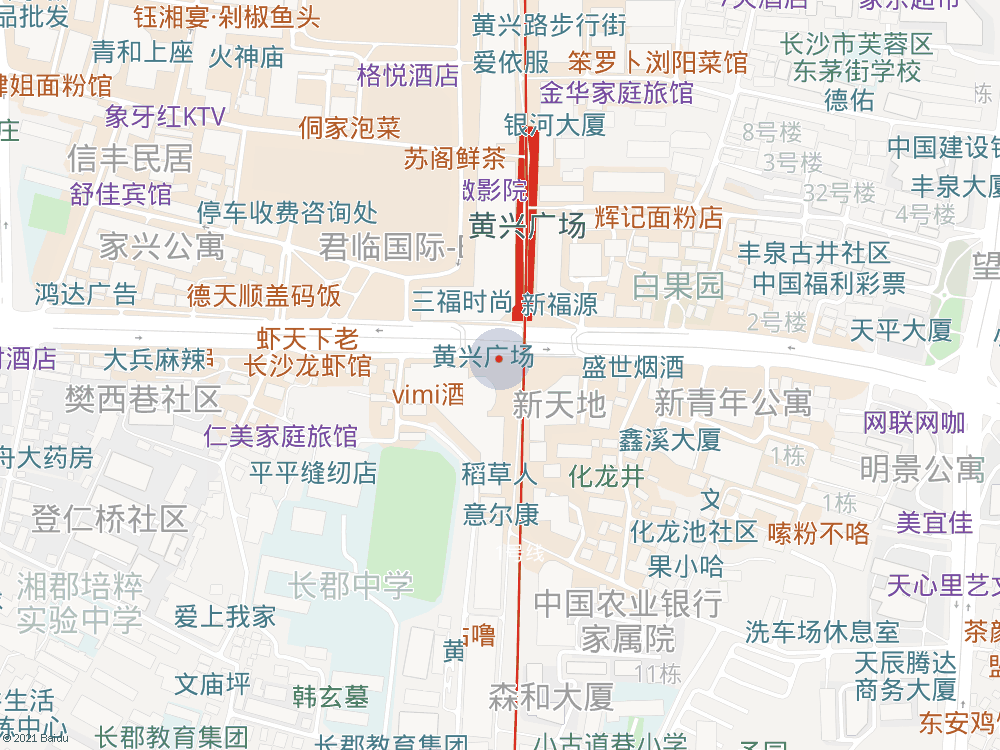 品批发
钰湘宴·剁椒鱼头
7天酒店
家乐超市
黄兴路步行街
青和上座
火神庙
爱依服
笨罗卜浏阳菜馆
长沙市芙蓉区
东茅街学校
格悦酒店
肆姐面粉馆
金华家庭旅馆
德佑
栋
象牙红KTV
侗家泡菜
银河大厦
庄
8号楼
中国建设银
信丰民居
苏阁鲜茶
3号楼
舒佳宾馆
微影院
32号楼
丰泉大厦
停车收费咨询处
黄兴广场
辉记面粉店
4号楼
家兴公寓
君临国际-
丰泉古井社区
望
鸿达广告
德天顺盖码饭
三福时尚
新福源
白果园
中国福利彩票
2号楼
虾天下老
天平大厦
村酒店
大兵麻辣
长沙龙虾馆
黄兴广场
盛世烟酒
樊西巷社区
vimi酒
新天地
新青年公寓
网联网咖
仁美家庭旅馆
鑫溪大厦
舟大药房
平平缝纫店
稻草人
化龙井
1栋
明景公寓
登仁桥社区
意尔康
文
1栋
化龙池社区
嗦粉不咯
美宜佳
1号线
果小哈
湘郡培粹
实验中学
长郡中学
天心里艺文
爱上我家
中国农业银行
家属院
洗车场休息室
茶颜
黄
噜
11栋
天辰腾达
商务大厦
文庙坪
韩玄墓
森和大厦
生活
中心
东安鸡
长郡教育集团
长郡教育集团
小古道巷小学
© 2021 Baidu